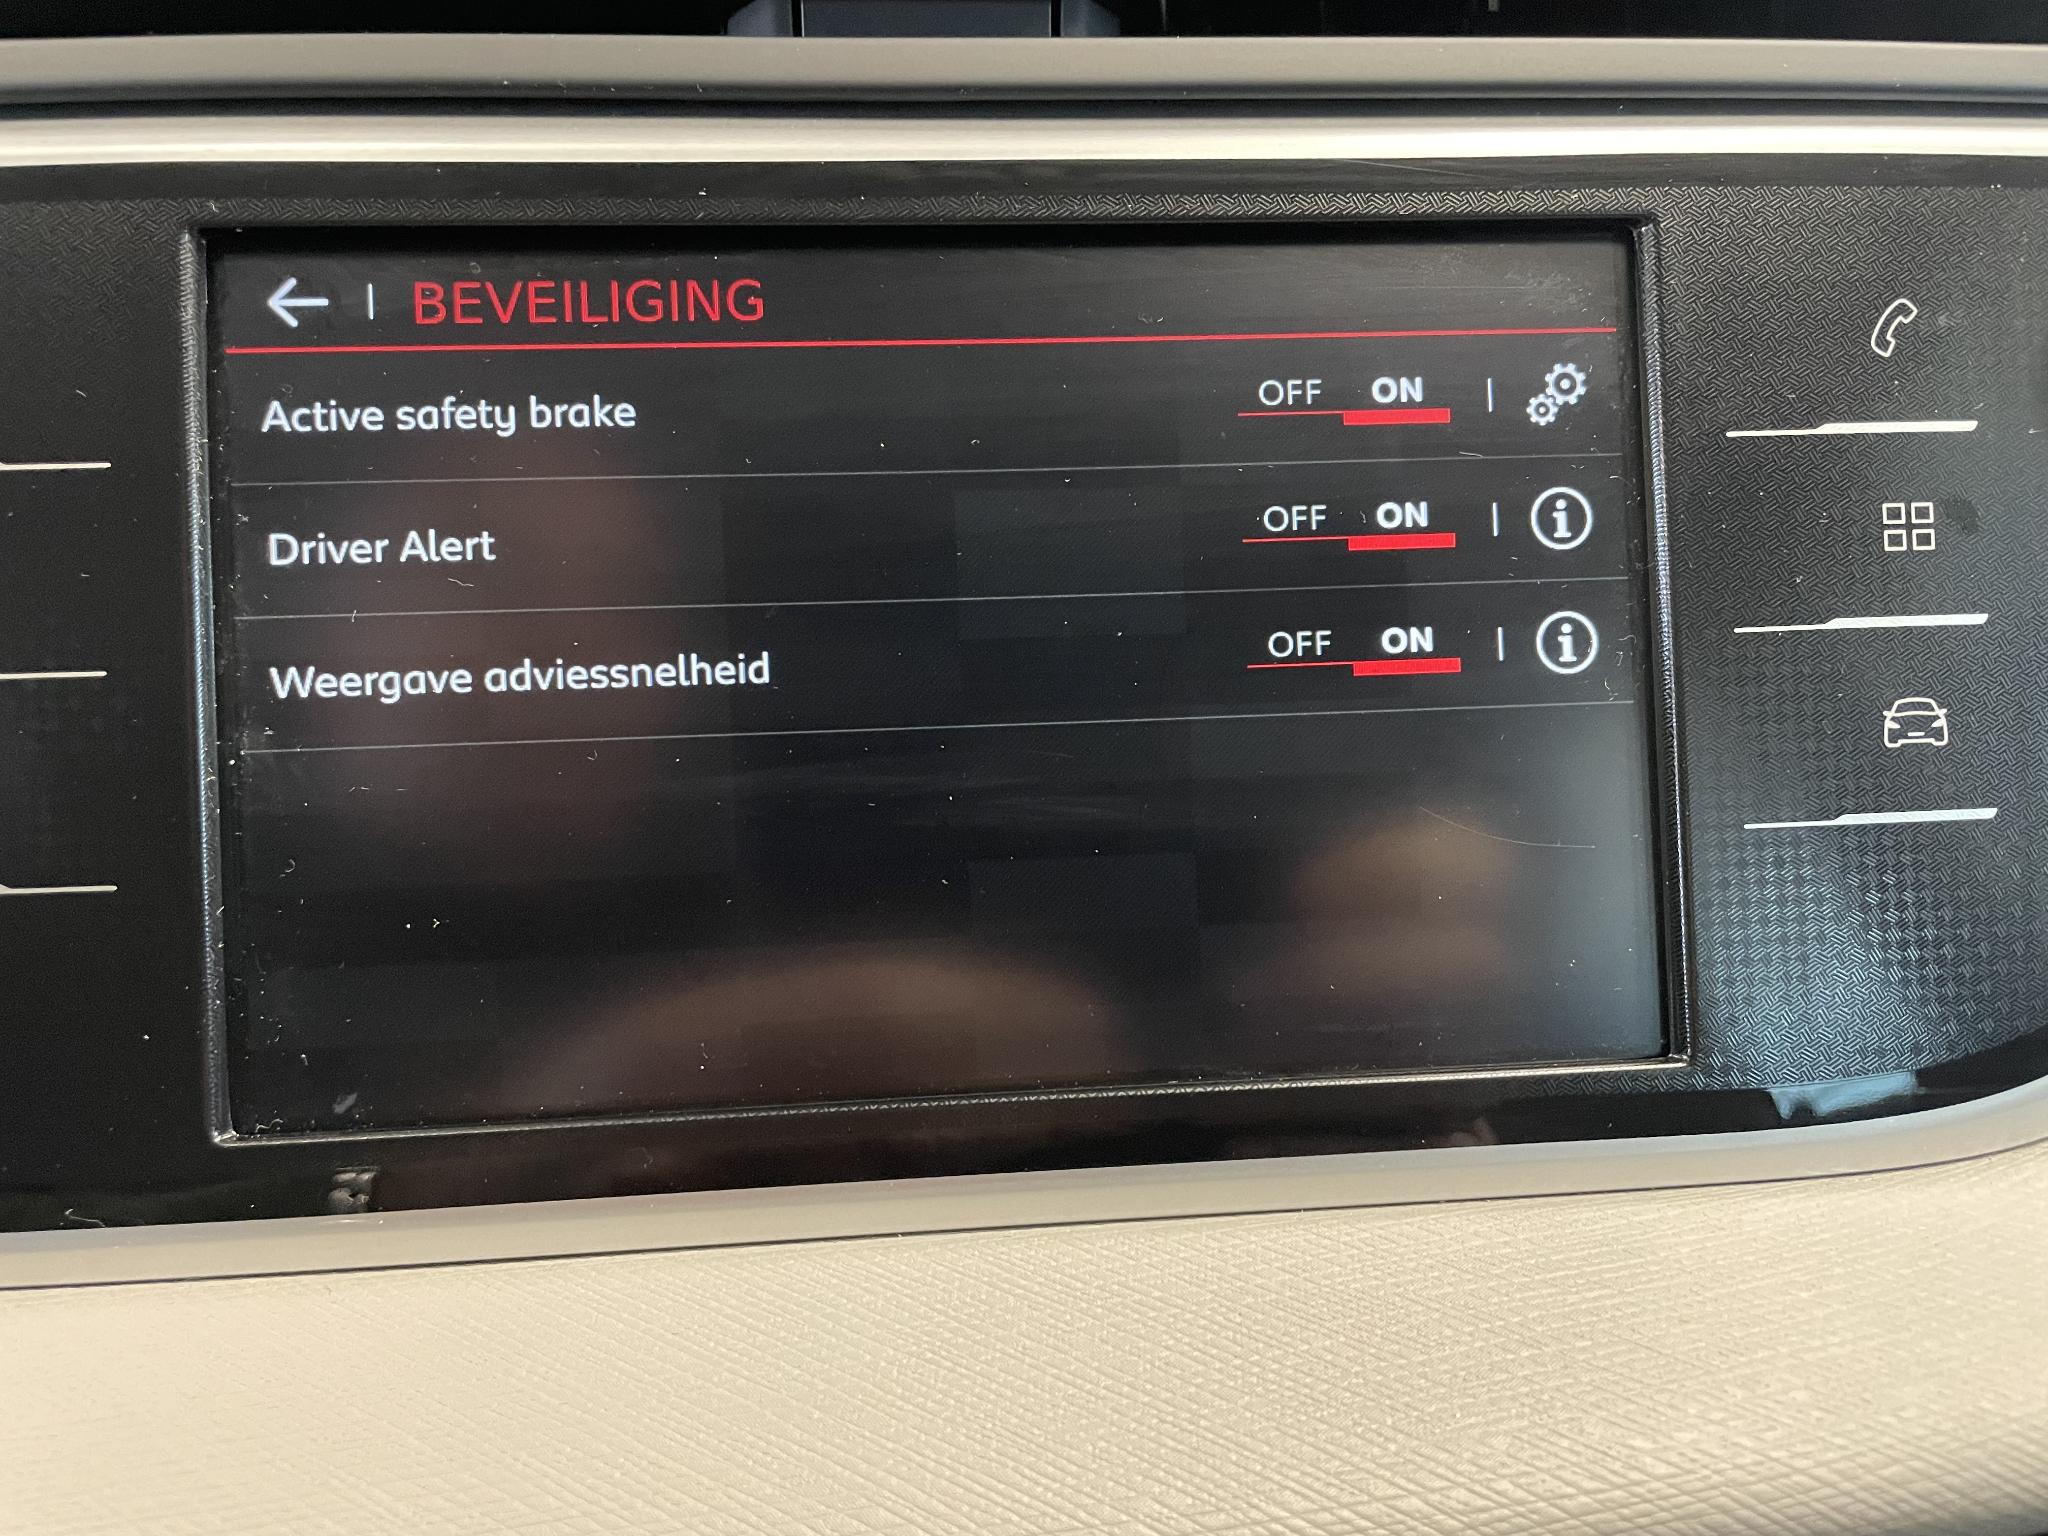 BEVEILIGING
Active safety brake OFF ON
Driver Alert OFF ON
Weergave adviessnelheid OFF ON